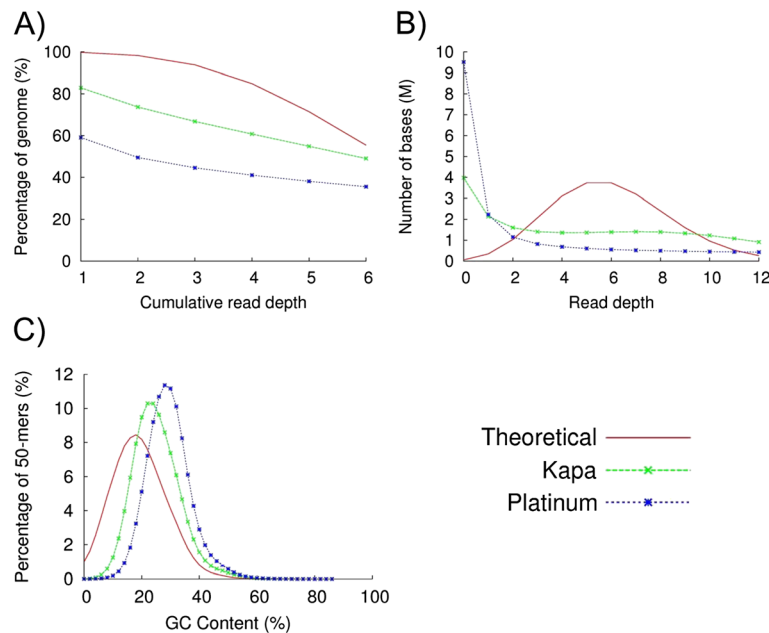 A)
Percentage of genome (%)
100
80
60
40
20
0
1 2 3 4 5 6
Cumulative read depth
B)
Number of bases (M)
10
9
8
7
6
5
4
3
2
1
0
0 2 4 6 8 10 12
Read depth
C)
Percentage of 50-mers (%)
12
10
8
6
4
2
0
0 20 40 60 80 100
GC Content (%)
Theoretical
Kapa
Platinum